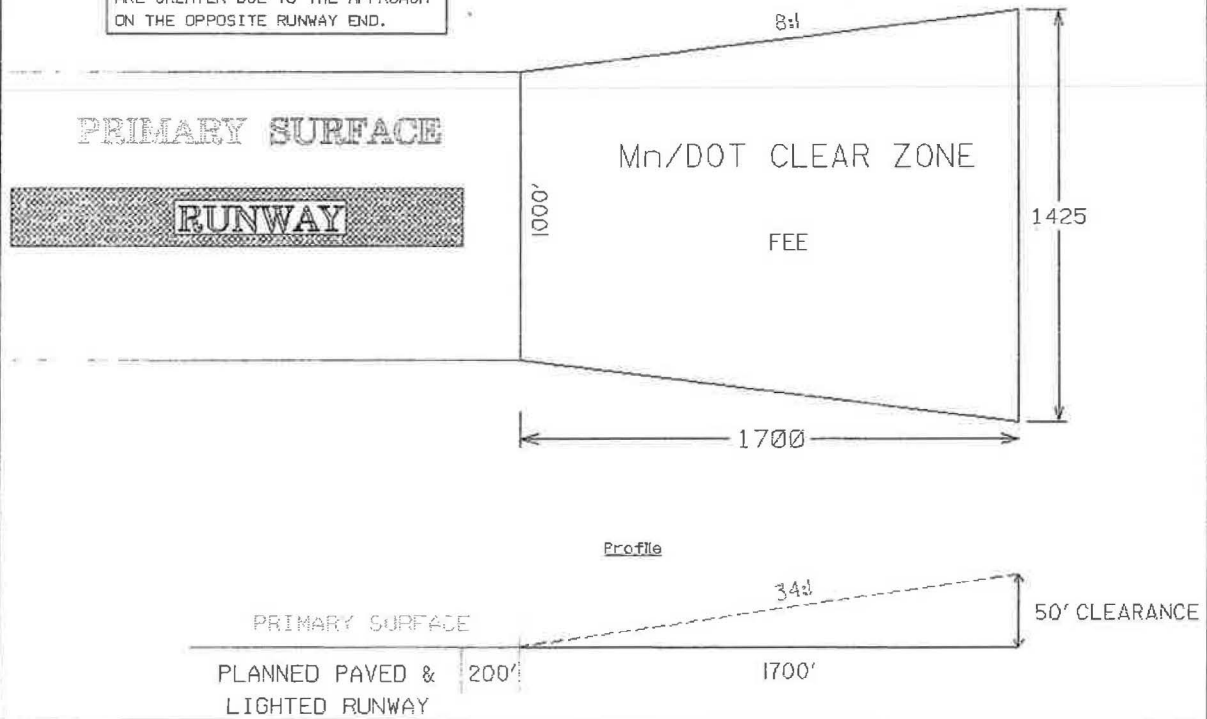 ARE GREATER DUE TO THE APPROACH
ON THE OPPOSITE RUNWAY END.
8:1
PRIMARY SURFACE
Mn/DOT CLEAR ZONE
RUNWAY
1000'
FEE
1425
1700
Profile
34:1
50' CLEARANCE
PRIMARY SURFACE
PLANNED PAVED &
LIGHTED RUNWAY
200'
1700'